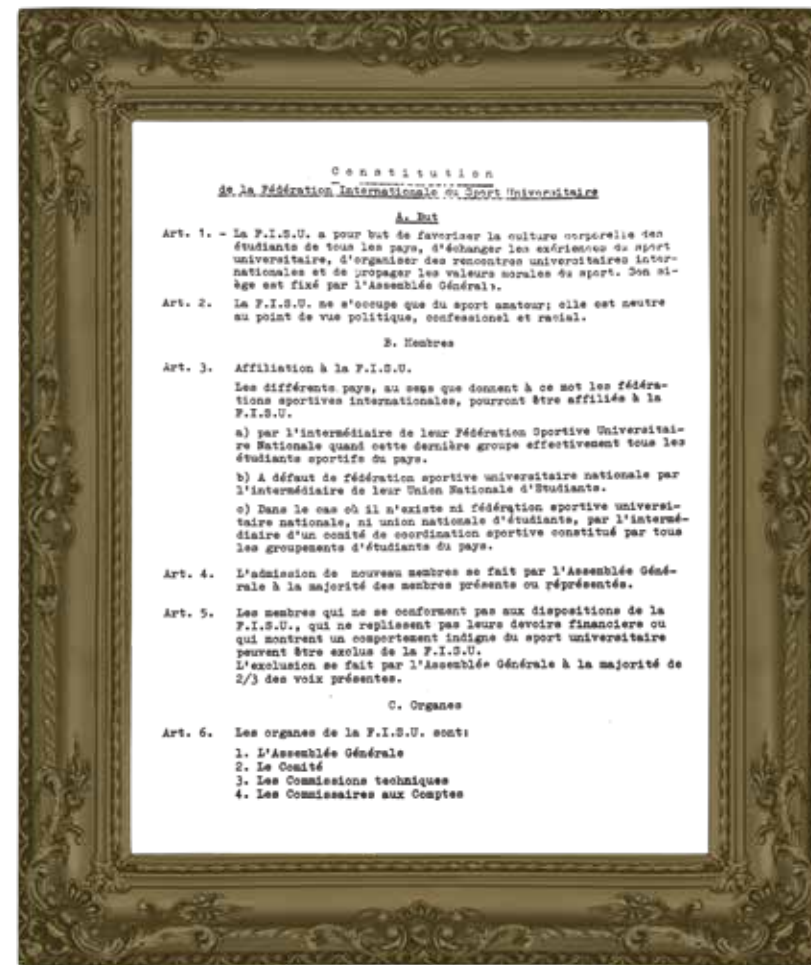 Constitution
de la Fédération Internationale du Sport Universitaire
A. But
Art. 1. - La F.I.S.U. a pour but de favoriser la culture corporelle des
étudiants de tous les pays, d'échanger les exériences du sport
universitaire, d'organiser des rencontres universitaires inter-
nationales et de propager les valeurs morales du sport. Son si-
ège est fixé par l'Assemblée Générale.
Art. 2. La F.I.S.U. ne s'occupe que du sport amateur; elle est neutre
au point de vue politique, confessionel et racial.
B. Membres
Art. 3. Affiliation à la F.I.S.U.
Les différents pays, au sens que donnent à ce mot les fédéra-
tions sportives internationales, pourront être affiliés à la
F.I.S.U.
a) par l'intermédiaire de leur Fédération Sportive Universitai-
re Nationale quand cette dernière groupe effectivement tous les
étudiants sportifs du pays.
b) A défaut de fédération sportive universitaire nationale par
l'intermédiaire de leur Union Nationale d'Etudiants.
c) Dans le cas où il n'existe ni fédération sportive universi-
taire nationale, ni union nationale d'étudiants, par l'intermé-
diaire d'un comité de coordination sportive constitué par tous
les groupements d'étudiants du pays.
Art. 4. L'admission de nouveau membres se fait par l'Assemblée Géné-
rale à la majorité des membres présents ou réprésentés.
Art. 5. Les membres qui ne se conforment pas aux dispositions de la
F.I.S.U., qui ne replissent pas leurs devoirs financiers ou
qui montrent un comportement indigne du sport universitaire
peuvent être exclus de la F.I.S.U.
L'exclusion se fait par l'Assemblée Générale à la majorité de
2/3 des voix présentes.
C. Organes
Art. 6. Les organes de la F.I.S.U. sont:
1. L'Assemblée Générale
2. Le Comité
3. Les Commissions techniques
4. Les Commissaires aux Comptes